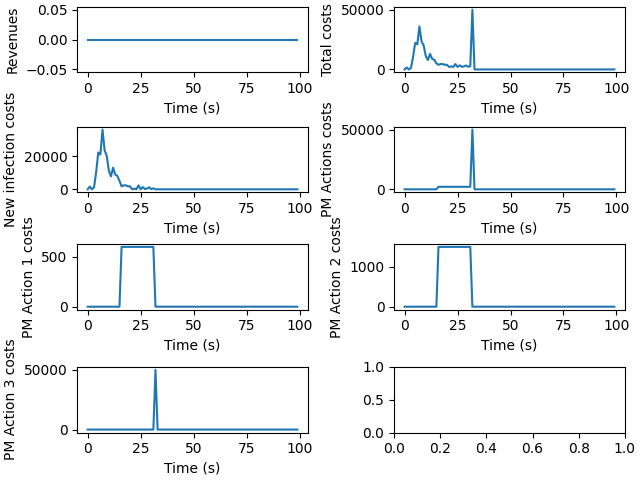 Revenues
0.05
0.00
−0.05
0 25 50 75 100
Time (s)
Total costs
50000
0
0 25 50 75 100
Time (s)
New infection costs
20000
0
0 25 50 75 100
Time (s)
PM Actions costs
50000
0
0 25 50 75 100
Time (s)
PM Action 1 costs
500
0
0 25 50 75 100
Time (s)
PM Action 2 costs
1000
0
0 25 50 75 100
Time (s)
PM Action 3 costs
50000
0
0 25 50 75 100
Time (s)
1.0
0.5
0.0
0.0 0.2 0.4 0.6 0.8 1.0